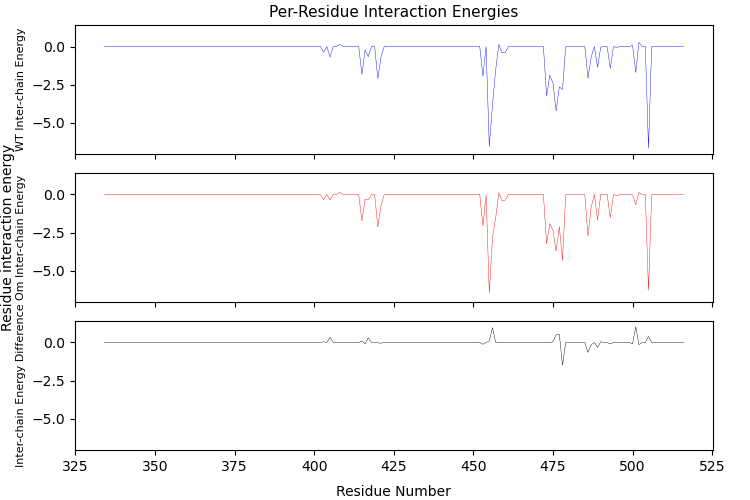 Per-Residue Interaction Energies
Residue interaction energy
WT Inter-chain Energy
0.0
−2.5
−5.0
Om Inter-chain Energy
0.0
−2.5
−5.0
Inter-chain Energy Difference
0.0
−2.5
−5.0
325 350 375 400 425 450 475 500 525
Residue Number